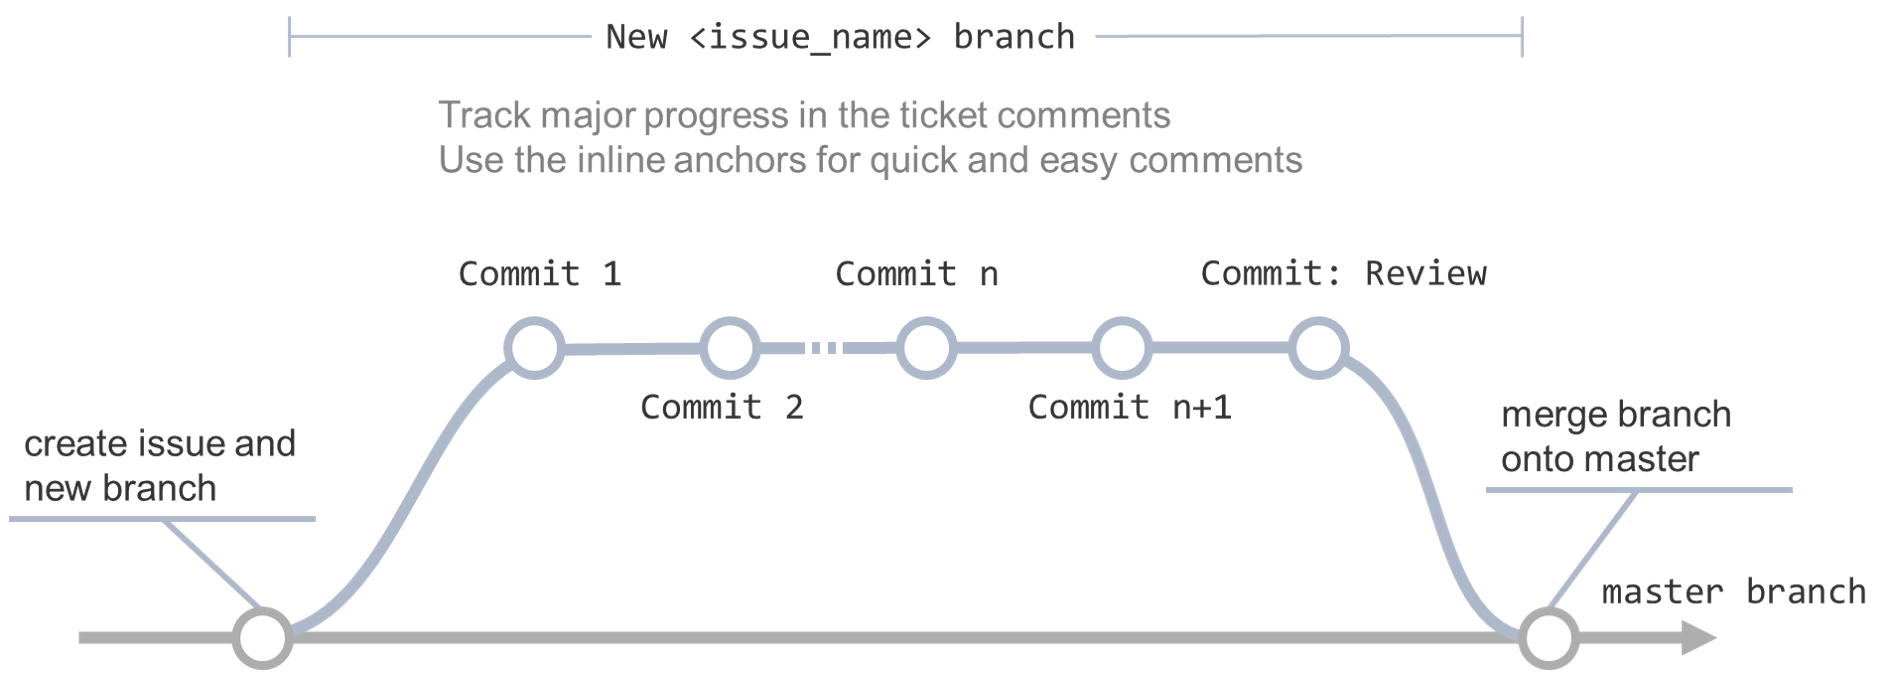 New <issue_name> branch
Track major progress in the ticket comments
Use the inline anchors for quick and easy comments
Commit 1
Commit n
Commit: Review
Commit 2
Commit n+1
create issue and
new branch
merge branch
onto master
master branch